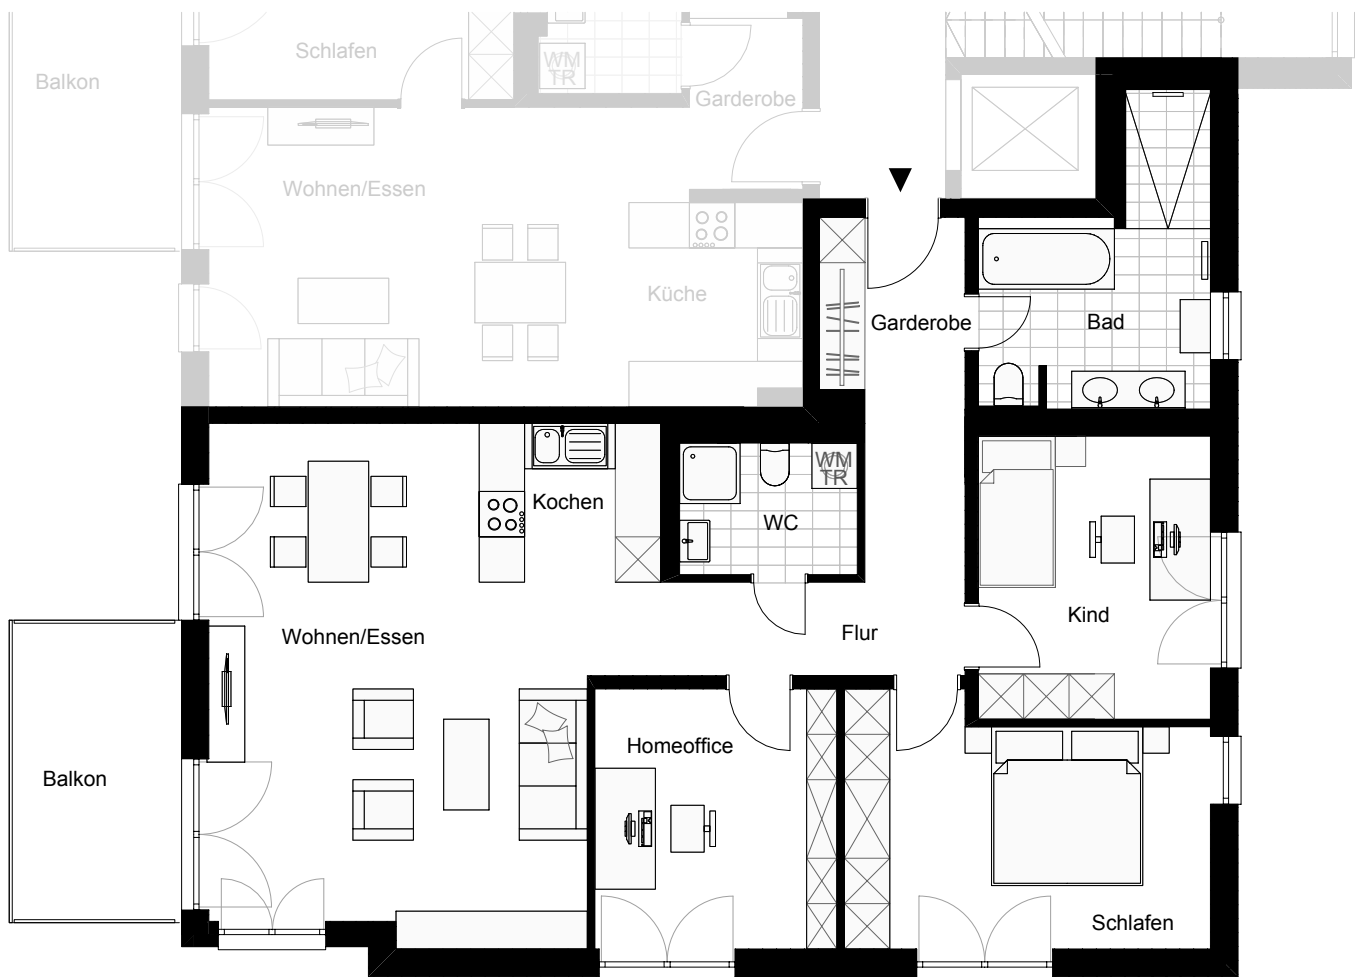 Schlafen
Balkon
WM
TR
Garderobe
Wohnen/Essen
Küche
Garderobe
Bad
WM
TR
Kochen
WC
Wohnen/Essen
Flur
Kind
Homeoffice
Balkon
Schlafen